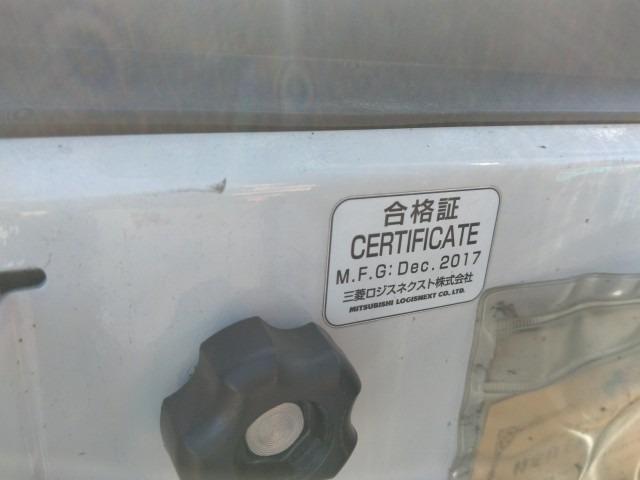 合格証
CERTIFICATE
M.F.G: Dec. 2017
三菱ロジスネクスト株式会社
MITSUBISHI LOGISNEXT CO., LTD.